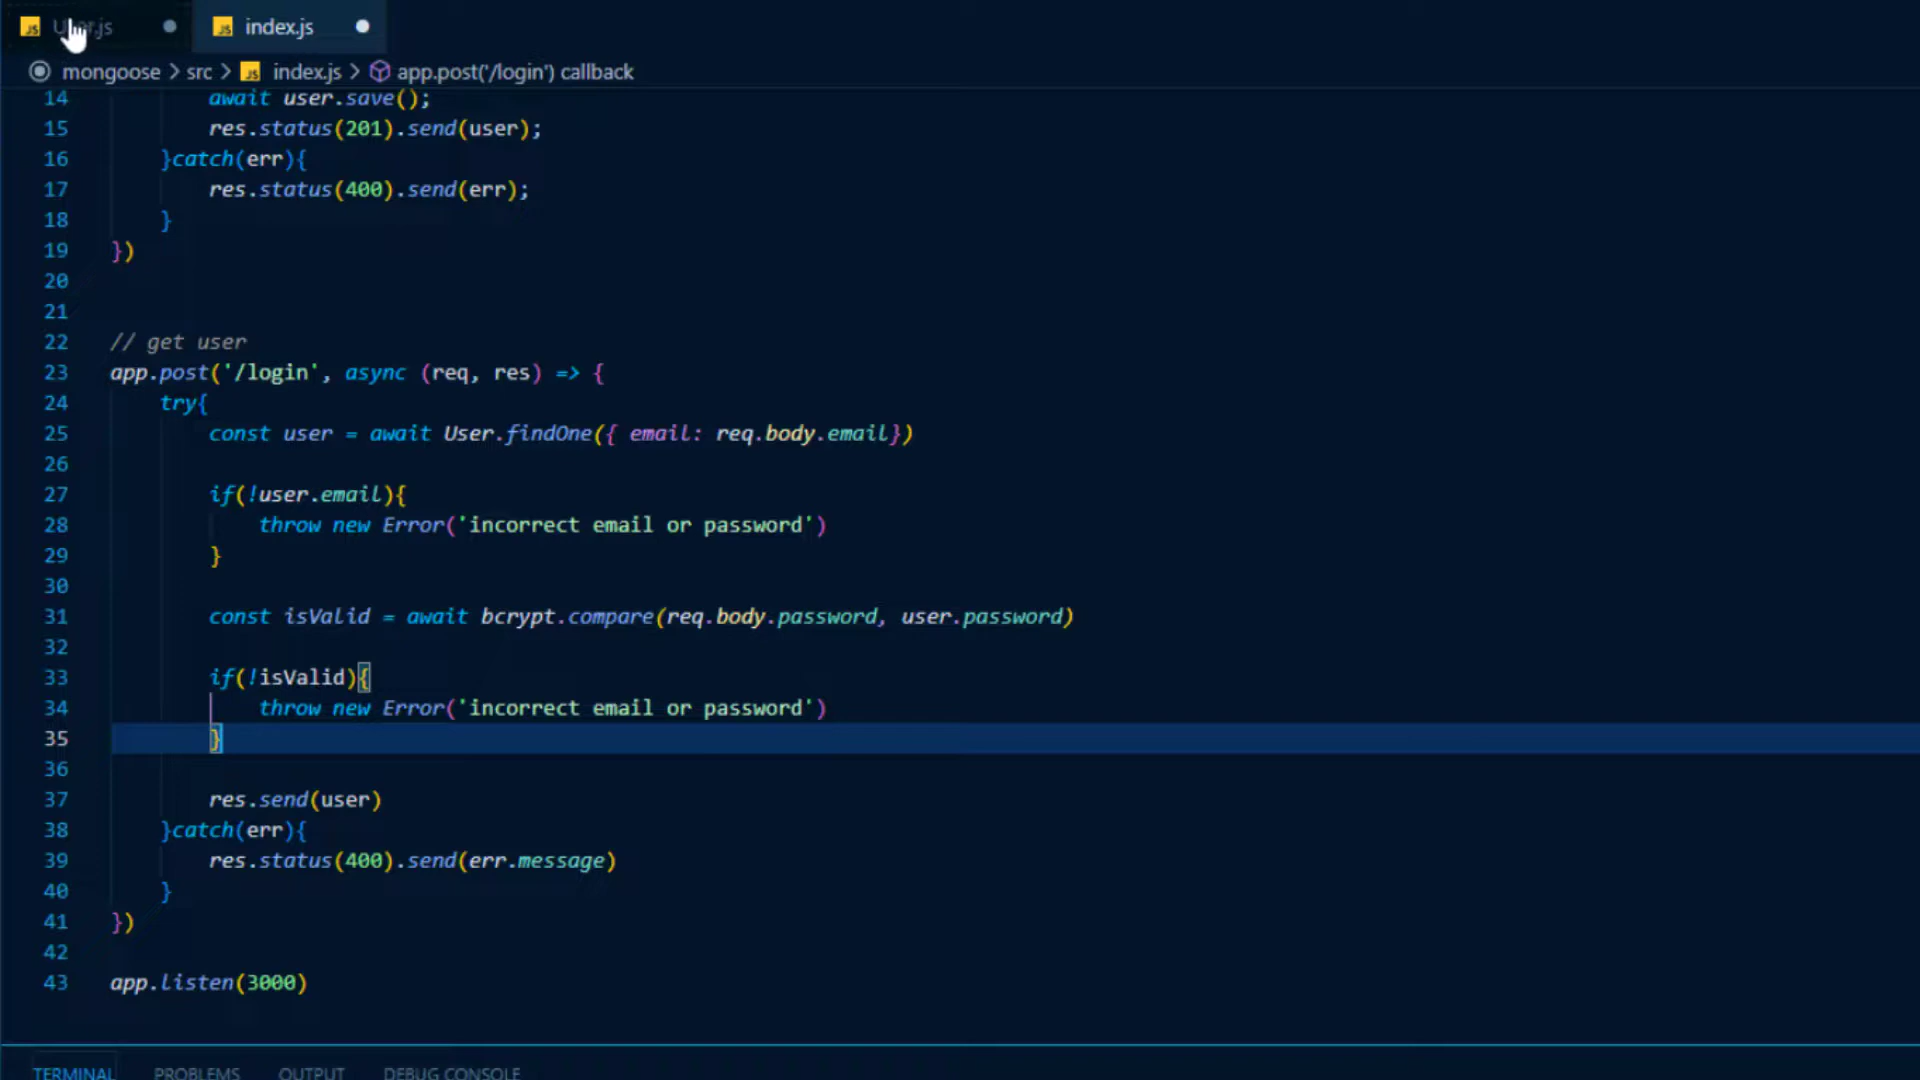 JS index.js
mongoose > src > JS index.js > app.post('/login') callback
14 await user.save();
15 res.status(201).send(user);
16 }catch(err){
17 res.status(400).send(err);
18 }
19 })
20
21
22 // get user
23 app.post('/login', async (req, res) => {
24 try{
25 const user = await User.findOne({ email: req.body.email})
26
27 if(!user.email){
28 throw new Error('incorrect email or password')
29 }
30
31 const isValid = await bcrypt.compare(req.body.password, user.password)
32
33 if(!isValid){
34 throw new Error('incorrect email or password')
35 }
36
37 res.send(user)
38 }catch(err){
39 res.status(400).send(err.message)
40 }
41 })
42
43 app.listen(3000)
TERMINAL PROBLEMS OUTPUT DEBUG CONSOLE